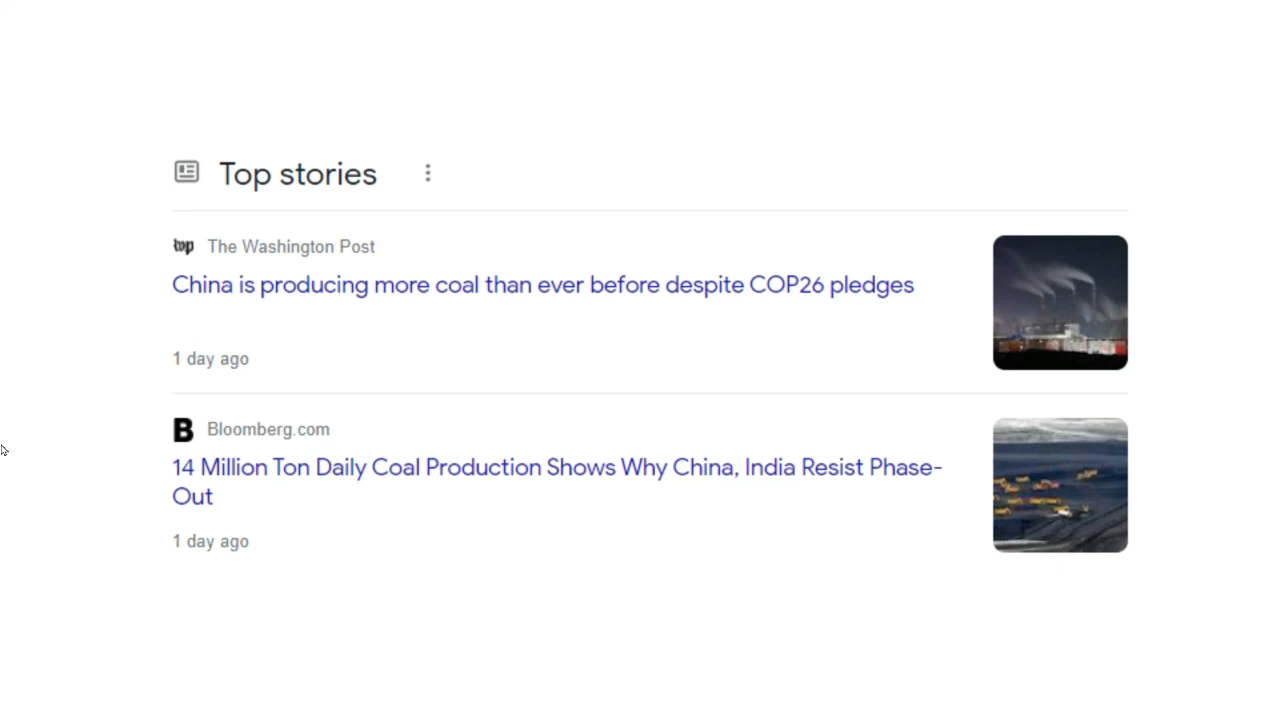 Top stories
wp The Washington Post
China is producing more coal than ever before despite COP26 pledges
1 day ago
B Bloomberg.com
14 Million Ton Daily Coal Production Shows Why China, India Resist Phase-
Out
1 day ago